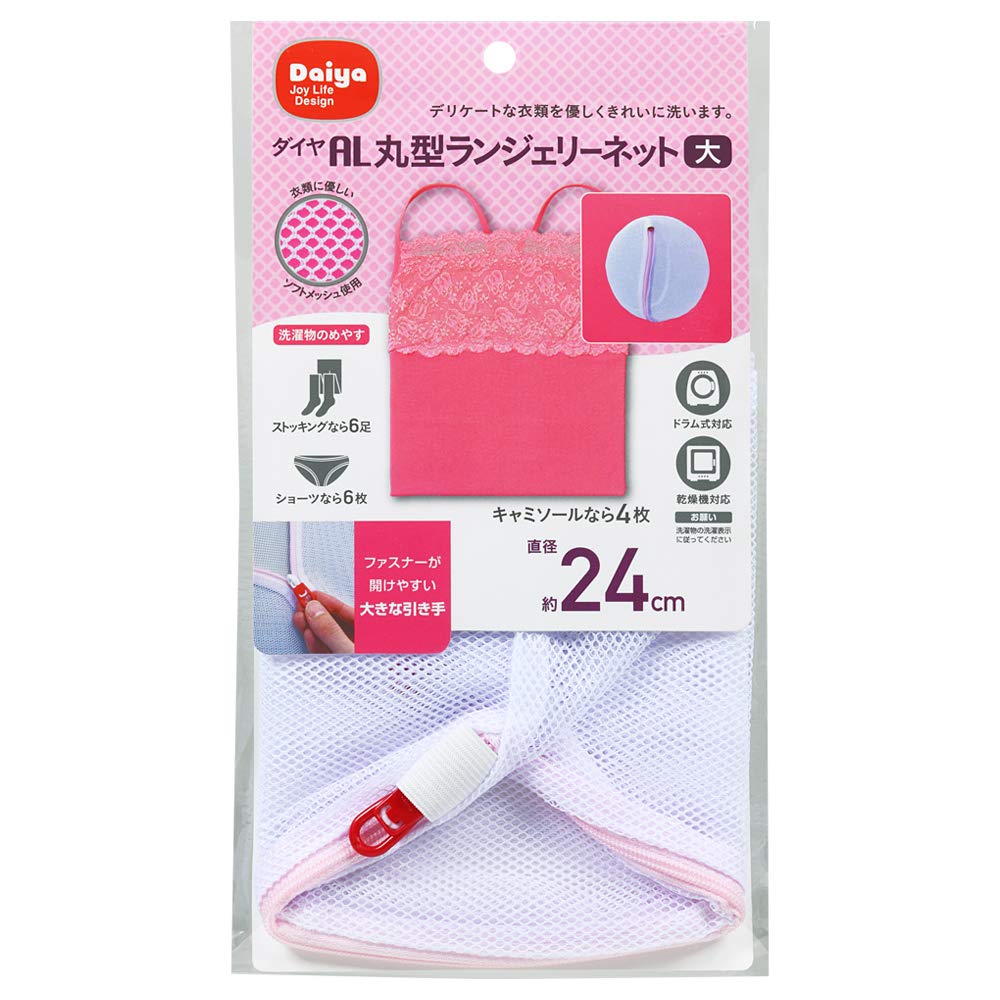 Daiya
Joy Life
Design
デリケートな衣類を優しくきれいに洗います。
ダイヤ AL丸型ランジェリーネット 大
衣類に優しい
ソフトメッシュ使用
洗濯物のめやす
ストッキングなら6足
ショーツなら6枚
キャミソールなら4枚
ドラム式対応
乾燥機対応
お願い
洗濯物の洗濯表示
に従ってください
ファスナーが
開けやすい
大きな引き手
直径
約24cm